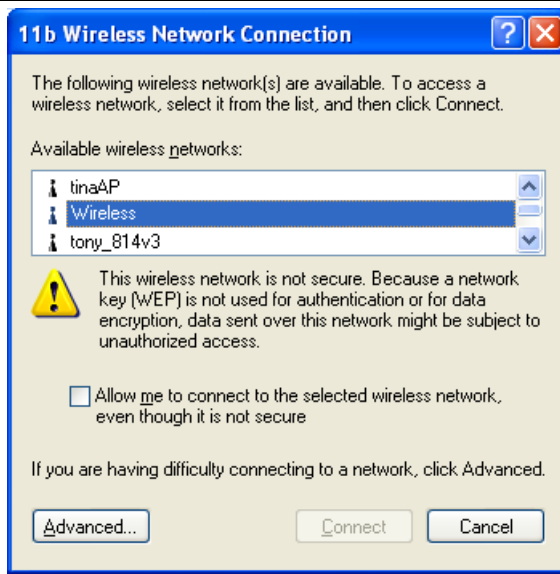 11b Wireless Network Connection
The following wireless network(s) are available. To access a
wireless network, select it from the list, and then click Connect.
Available wireless networks:
tinaAP
Wireless
tony_814v3
This wireless network is not secure. Because a network
key (WEP) is not used for authentication or for data
encryption, data sent over this network might be subject to
unauthorized access.
Allow me to connect to the selected wireless network,
even though it is not secure
If you are having difficulty connecting to a network, click Advanced.
Advanced... Connect Cancel